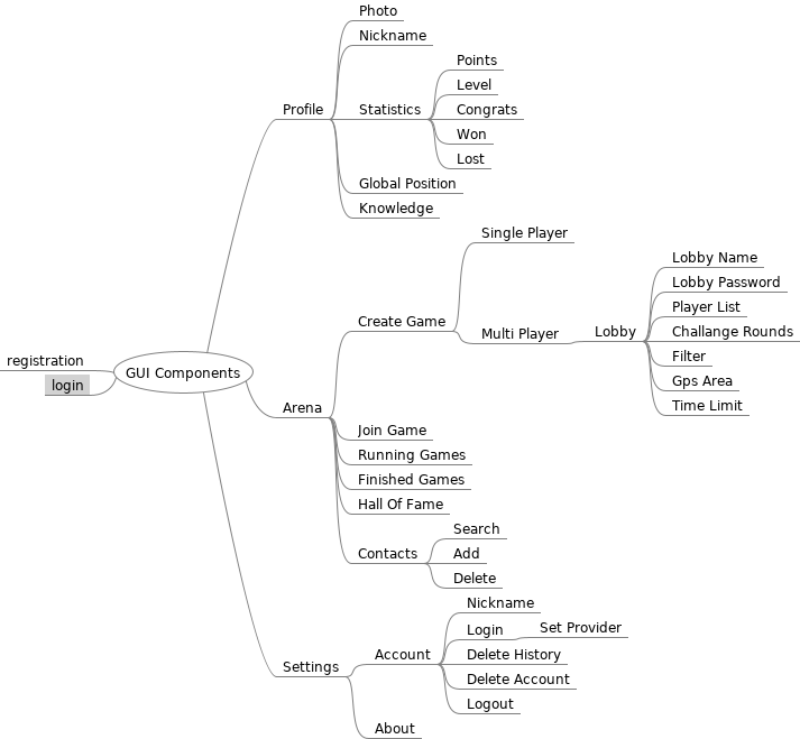 Photo
Nickname
Points
Level
Profile
Statistics
Congrats
Won
Lost
Global Position
Knowledge
Single Player
Lobby Name
Lobby Password
Player List
Create Game
Multi Player
Lobby
Challange Rounds
Filter
registration
GUI Components
Gps Area
login
Time Limit
Arena
Join Game
Running Games
Finished Games
Hall Of Fame
Search
Contacts
Add
Delete
Nickname
Login
Set Provider
Settings
Account
Delete History
Delete Account
Logout
About